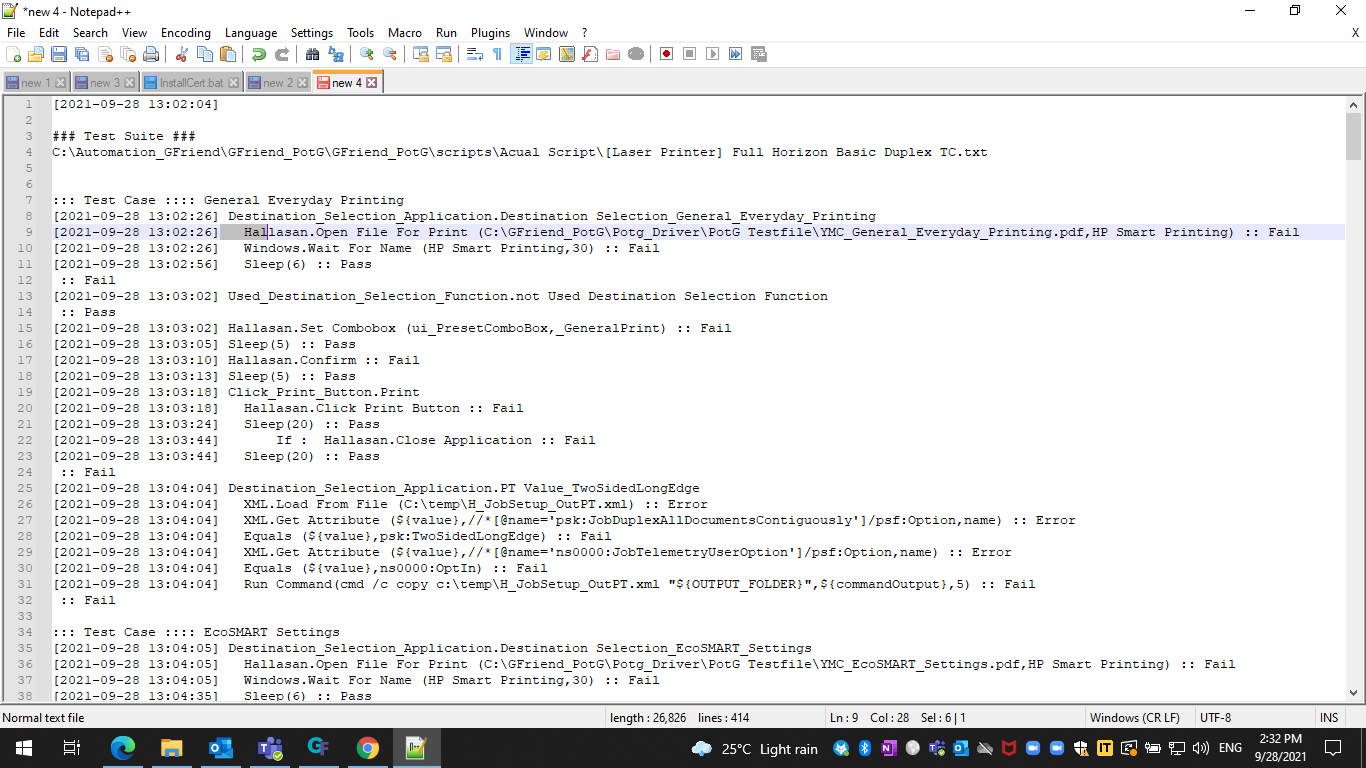 *new 4 - Notepad++
File Edit Search View Encoding Language Settings Tools Macro Run Plugins Window ? X
new 1 new 3 InstallCert.bat new 2 new 4
1 [2021-09-28 13:02:04]
2
3 ### Test Suite ###
4 C:\Automation_GFriend\GFriend_PotG\GFriend_PotG\scripts\Acual Script\[Laser Printer] Full Horizon Basic Duplex TC.txt
5
6
7 ::: Test Case :::: General Everyday Printing
8 [2021-09-28 13:02:26] Destination_Selection_Application.Destination Selection_General_Everyday_Printing
9 [2021-09-28 13:02:26]   Hallasan.Open File For Print (C:\GFriend_PotG\Potg_Driver\PotG Testfile\YMC_General_Everyday_Printing.pdf,HP Smart Printing) :: Fail
10 [2021-09-28 13:02:26]   Windows.Wait For Name (HP Smart Printing,30) :: Fail
11 [2021-09-28 13:02:56]   Sleep(6) :: Pass
12 :: Fail
13 [2021-09-28 13:03:02] Used_Destination_Selection_Function.not Used Destination Selection Function
14 :: Pass
15 [2021-09-28 13:03:02] Hallasan.Set Combobox (ui_PresetComboBox,_GeneralPrint) :: Fail
16 [2021-09-28 13:03:05] Sleep(5) :: Pass
17 [2021-09-28 13:03:10] Hallasan.Confirm :: Fail
18 [2021-09-28 13:03:13] Sleep(5) :: Pass
19 [2021-09-28 13:03:18] Click_Print_Button.Print
20 [2021-09-28 13:03:18]   Hallasan.Click Print Button :: Fail
21 [2021-09-28 13:03:24]   Sleep(20) :: Pass
22 [2021-09-28 13:03:44]       If :  Hallasan.Close Application :: Fail
23 [2021-09-28 13:03:44]   Sleep(20) :: Pass
24 :: Fail
25 [2021-09-28 13:04:04] Destination_Selection_Application.PT Value_TwoSidedLongEdge
26 [2021-09-28 13:04:04]   XML.Load From File (C:\temp\H_JobSetup_OutPT.xml) :: Error
27 [2021-09-28 13:04:04]   XML.Get Attribute (${value},//*[@name='psk:JobDuplexAllDocumentsContiguously']/psf:Option,name) :: Error
28 [2021-09-28 13:04:04]   Equals (${value},psk:TwoSidedLongEdge) :: Fail
29 [2021-09-28 13:04:04]   XML.Get Attribute (${value},//*[@name='ns0000:JobTelemetryUserOption']/psf:Option,name) :: Error
30 [2021-09-28 13:04:04]   Equals (${value},ns0000:OptIn) :: Fail
31 [2021-09-28 13:04:04]   Run Command(cmd /c copy c:\temp\H_JobSetup_OutPT.xml "${OUTPUT_FOLDER}",${commandOutput},5) :: Fail
32 :: Fail
33
34 ::: Test Case :::: EcoSMART Settings
35 [2021-09-28 13:04:05] Destination_Selection_Application.Destination Selection_EcoSMART_Settings
36 [2021-09-28 13:04:05]   Hallasan.Open File For Print (C:\GFriend_PotG\Potg_Driver\PotG Testfile\YMC_EcoSMART_Settings.pdf,HP Smart Printing) :: Fail
37 [2021-09-28 13:04:05]   Windows.Wait For Name (HP Smart Printing,30) :: Fail
38 [2021-09-28 13:04:35]   Sleep(6) :: Pass
Normal text file length : 26,826 lines : 414 Ln : 9 Col : 28 Sel : 6 | 1 Windows (CR LF) UTF-8 INS
25°C Light rain ENG 2:32 PM
9/28/2021